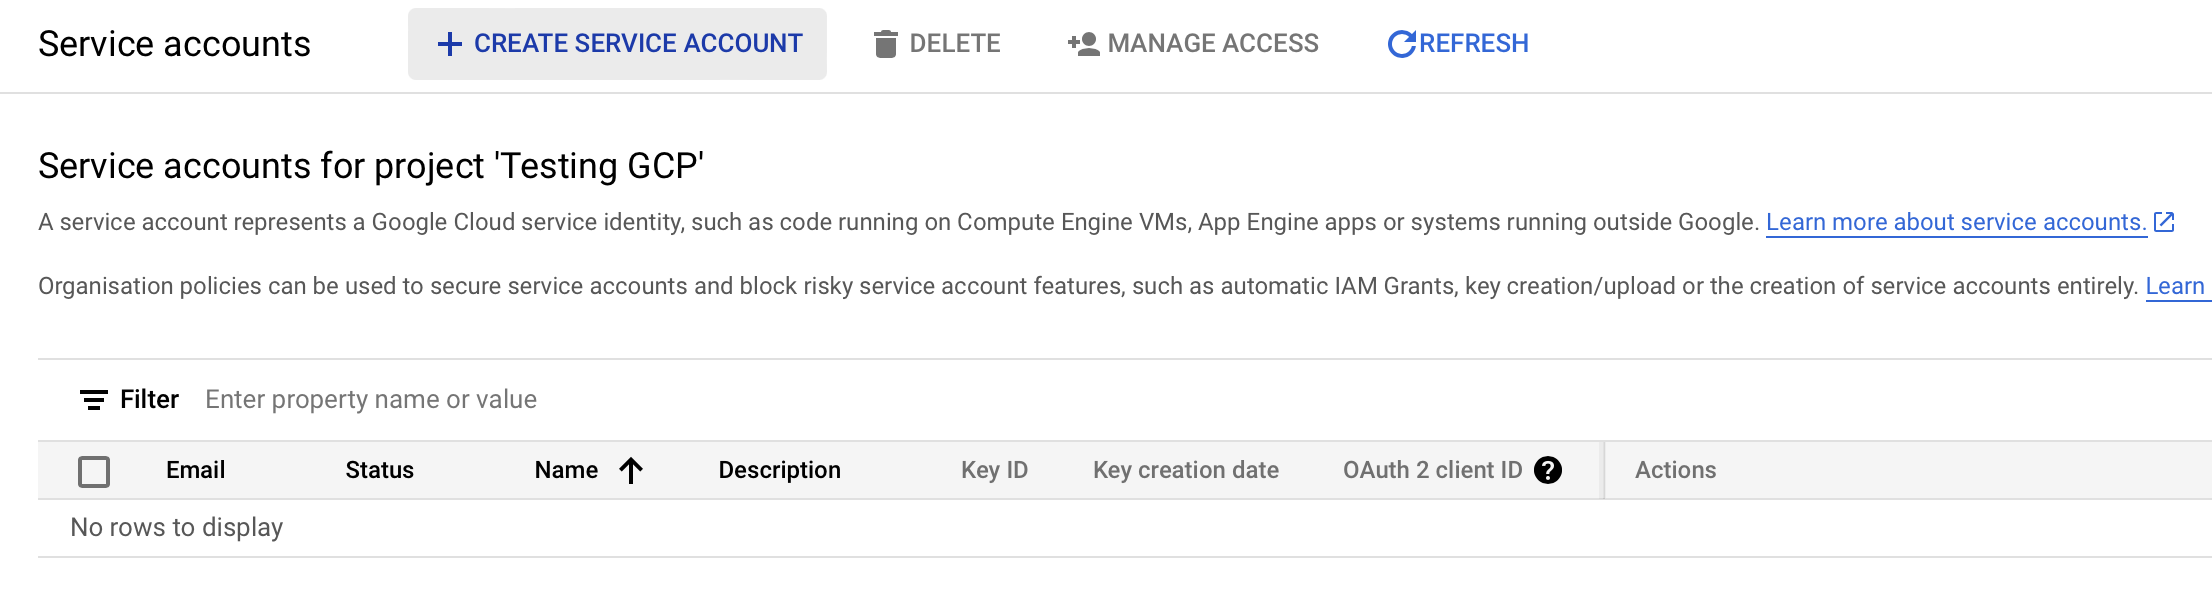 Service accounts
CREATE SERVICE ACCOUNT
DELETE
MANAGE ACCESS
REFRESH
Service accounts for project 'Testing GCP'
A service account represents a Google Cloud service identity, such as code running on Compute Engine VMs, App Engine apps or systems running outside Google. Learn more about service accounts.
Organisation policies can be used to secure service accounts and block risky service account features, such as automatic IAM Grants, key creation/upload or the creation of service accounts entirely. Learn
Filter Enter property name or value
Email Status Name Description Key ID Key creation date OAuth 2 client ID ? Actions
No rows to display